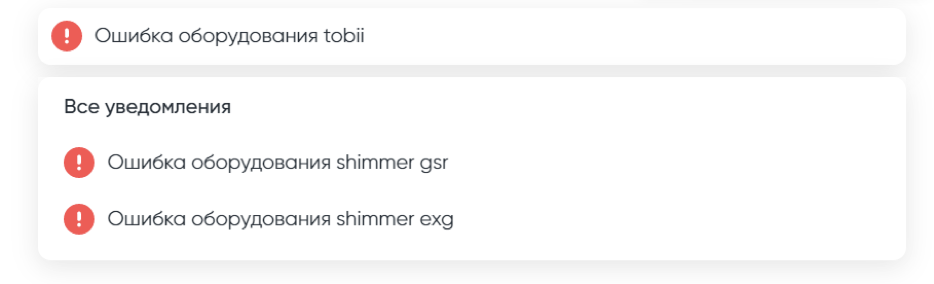 Ошибка оборудования tobii
Все уведомления
Ошибка оборудования shimmer gsr
Ошибка оборудования shimmer exg